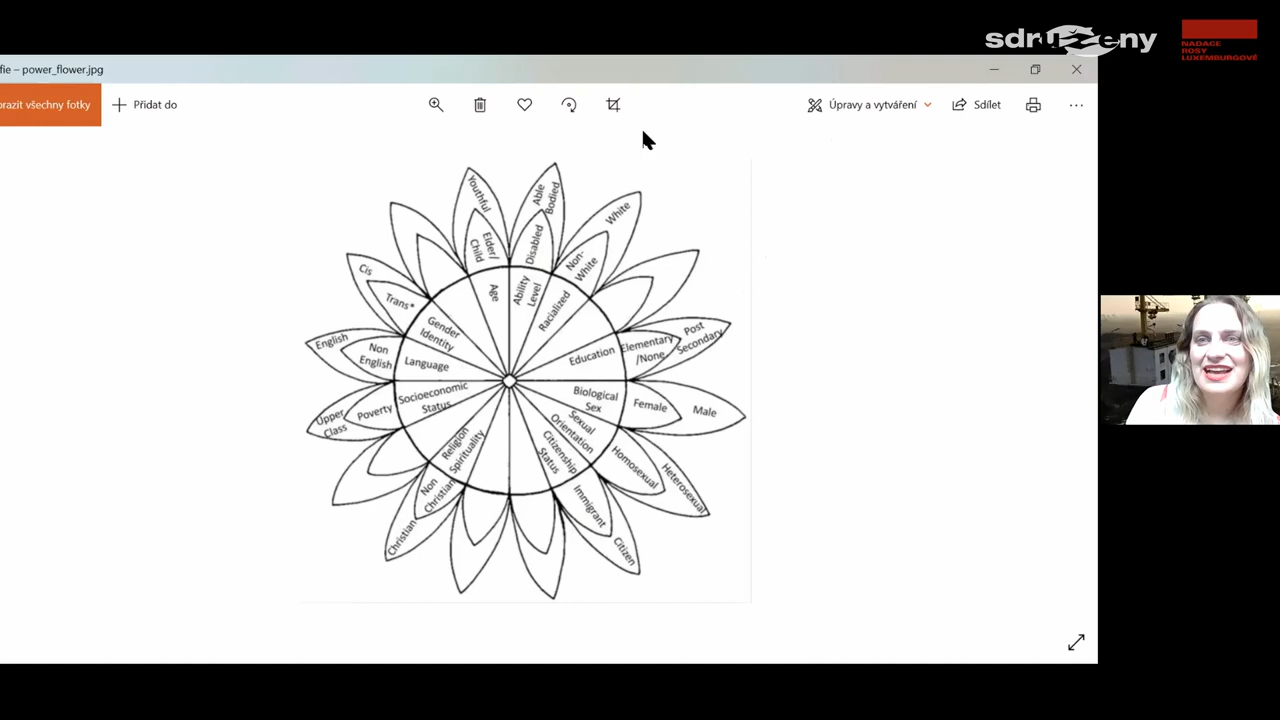 sdružený
NADACE
ROSY
LUXEMBURGOVÉ
fie – power_flower.jpg
brazit všechny fotky
Přidat do
Úpravy a vytváření
Sdílet
Youthful
Elder/
Child
Age
Able
Bodied
Disabled
Ability
Level
White
Non-
White
Racialized
Post
Secondary
Elementary
/None
Education
Male
Female
Biological
Sex
Heterosexual
Homosexual
Sexual
Orientation
Citizen
Immigrant
Citizenship
Status
Christian
Non
Christian
Religion
Spirituality
Upper
Class
Poverty
Socioeconomic
Status
English
Non
English
Language
Cis
Trans*
Gender
Identity